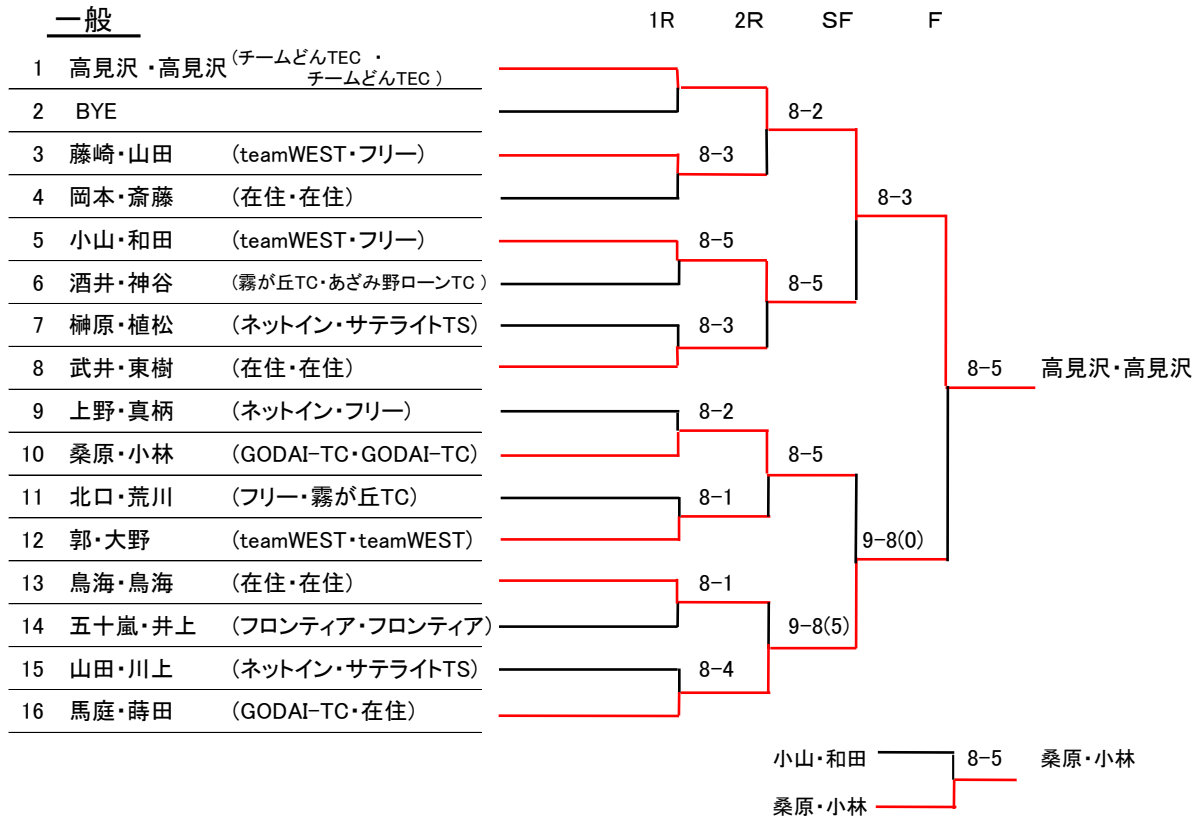 一般 1R 2R SF F
1 高見沢・高見沢 (チームどんTEC ・
チームどんTEC )
2 BYE
8-2
3 藤崎・山田 (teamWEST・フリー) 8-3
4 岡本・斎藤 (在住・在住) 8-3
5 小山・和田 (teamWEST・フリー) 8-5
6 酒井・神谷 (霧が丘TC・あざみ野ローンTC ) 8-5
7 榊原・植松 (ネットイン・サテライトTS) 8-3
8 武井・東樹 (在住・在住) 8-5 高見沢・高見沢
9 上野・真柄 (ネットイン・フリー) 8-2
10 桑原・小林 (GODAI-TC・GODAI-TC) 8-5
11 北口・荒川 (フリー・霧が丘TC) 8-1
12 郭・大野 (teamWEST・teamWEST) 9-8(0)
13 鳥海・鳥海 (在住・在住) 8-1
14 五十嵐・井上 (フロンティア・フロンティア) 9-8(5)
15 山田・川上 (ネットイン・サテライトTS) 8-4
16 馬庭・蒔田 (GODAI-TC・在住)
小山・和田 8-5 桑原・小林
桑原・小林